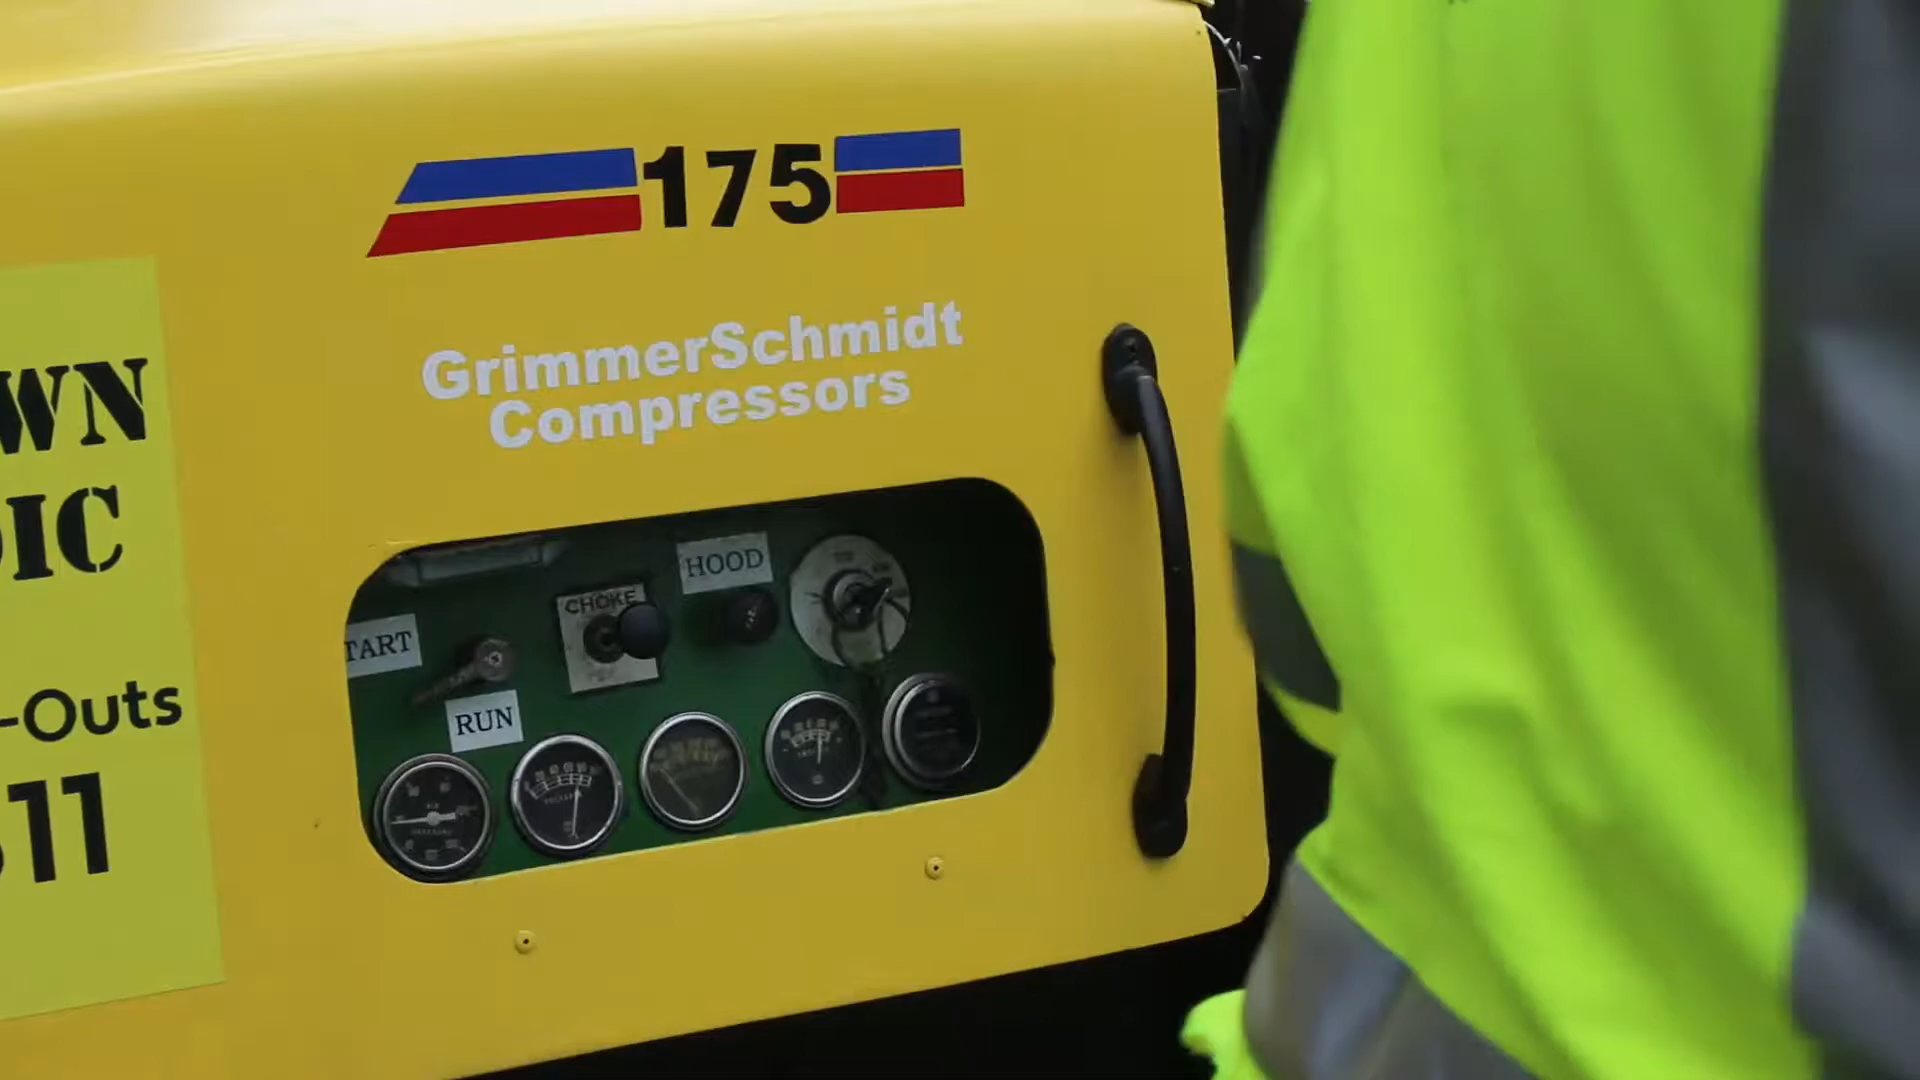 175
GrimmerSchmidt
Compressors
WN
DIC
-Outs
511
HOOD
CHOKE
TART
RUN